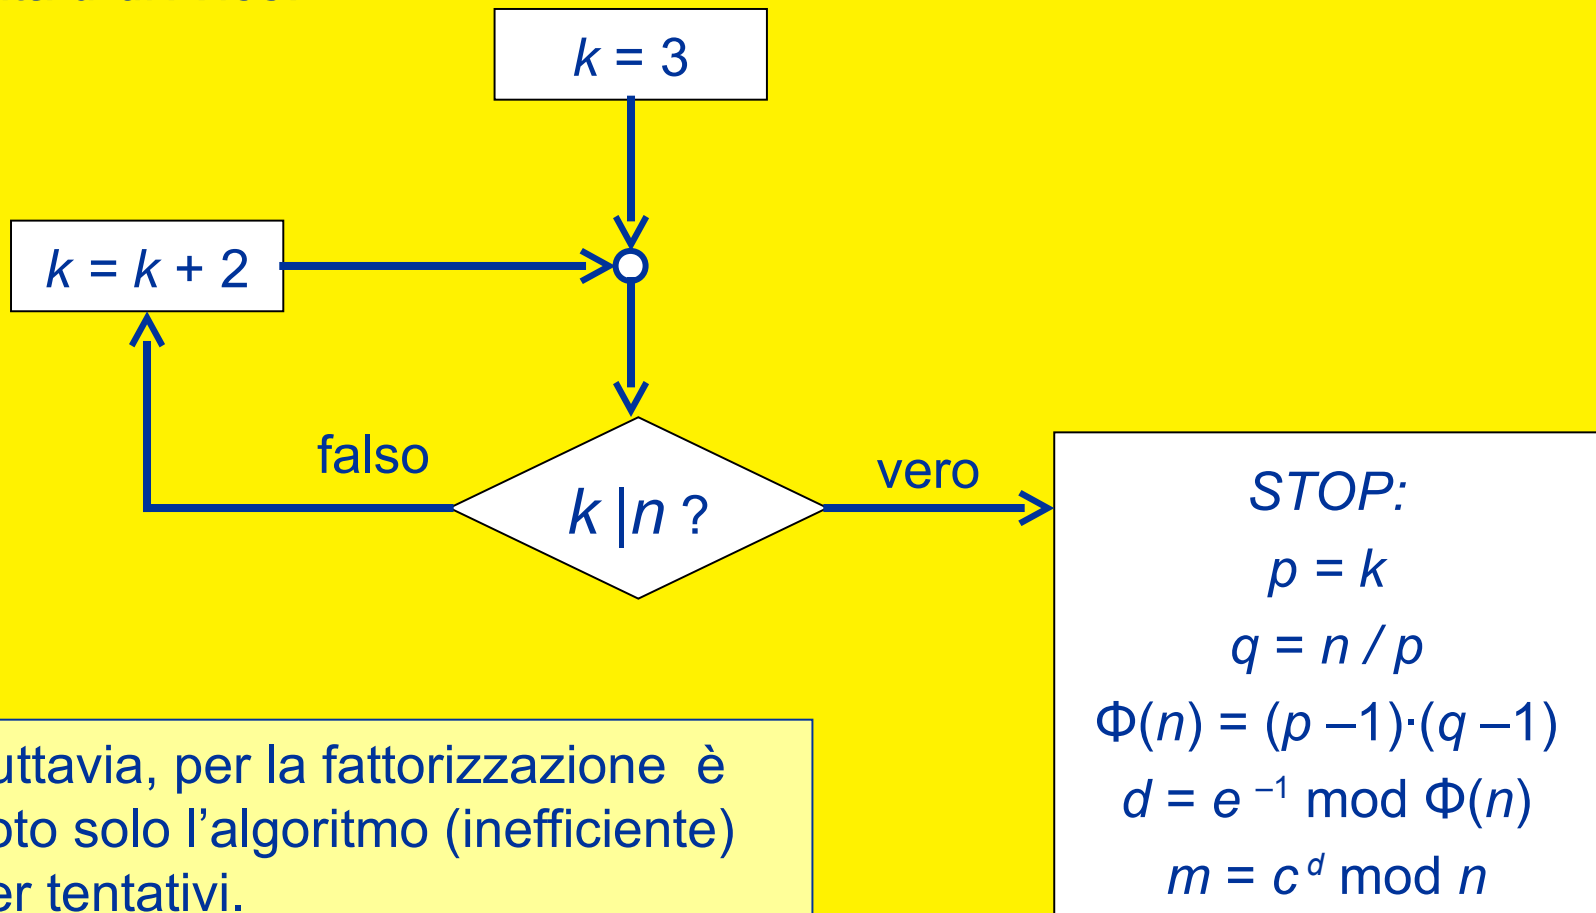 k = 3
k = k + 2
falso
vero
k |n ?
STOP:
p = k
q = n / p
Φ(n) = (p –1)·(q –1)
d = e –1 mod Φ(n)
m = c d mod n
uttavia, per la fattorizzazione è
oto solo l’algoritmo (inefficiente)
er tentativi.